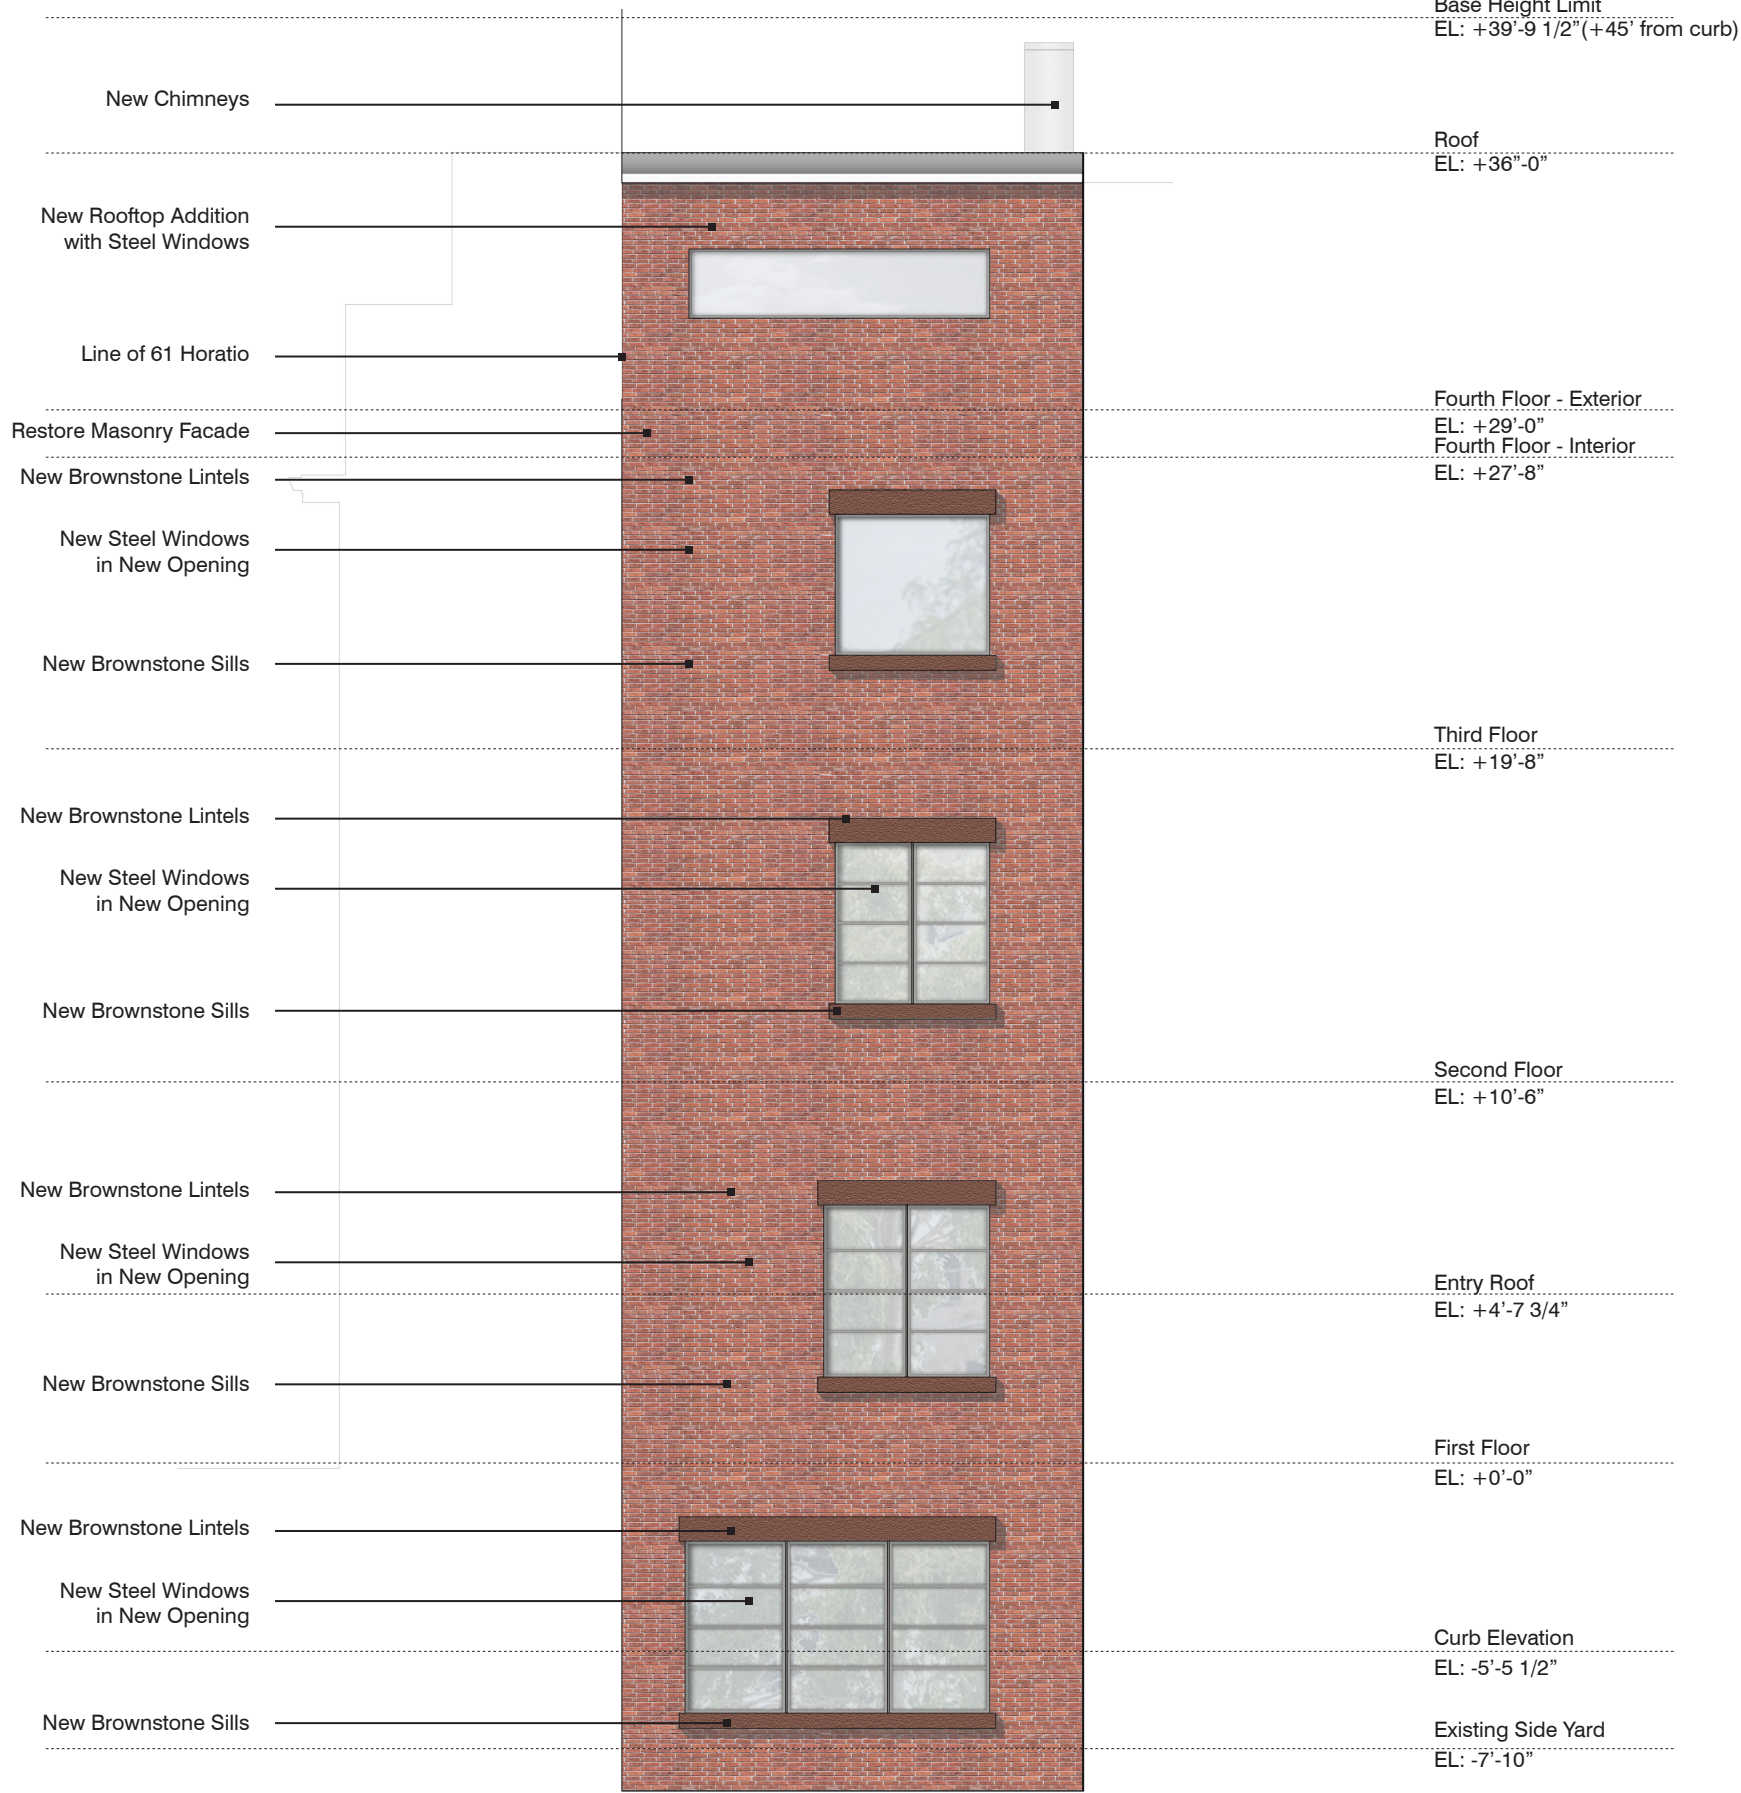 Base Height Limit
EL: +39’-9 1/2”(+45’ from curb)
New Chimneys
Roof
EL: +36”-0”
New Rooftop Addition
with Steel Windows
Line of 61 Horatio
Fourth Floor - Exterior
EL: +29’-0”
Restore Masonry Facade
Fourth Floor - Interior
EL: +27’-8”
New Brownstone Lintels
New Steel Windows
in New Opening
New Brownstone Sills
Third Floor
EL: +19’-8”
New Brownstone Lintels
New Steel Windows
in New Opening
New Brownstone Sills
Second Floor
EL: +10’-6”
New Brownstone Lintels
New Steel Windows
in New Opening
Entry Roof
EL: +4’-7 3/4”
New Brownstone Sills
First Floor
EL: +0’-0”
New Brownstone Lintels
New Steel Windows
in New Opening
Curb Elevation
EL: -5’-5 1/2”
New Brownstone Sills
Existing Side Yard
EL: -7’-10”